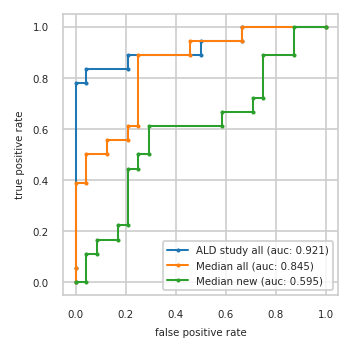 1.0
0.8
0.6
0.4
0.2
0.0
true positive rate
ALD study all (auc: 0.921)
Median all (auc: 0.845)
Median new (auc: 0.595)
0.0 0.2 0.4 0.6 0.8 1.0
false positive rate